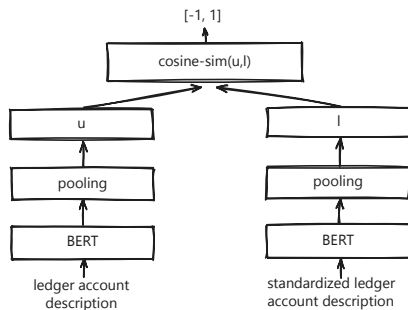 [-1, 1]
cosine-sim(u,l)
u
l
pooling
pooling
BERT
BERT
ledger account
description
standardized ledger
account description